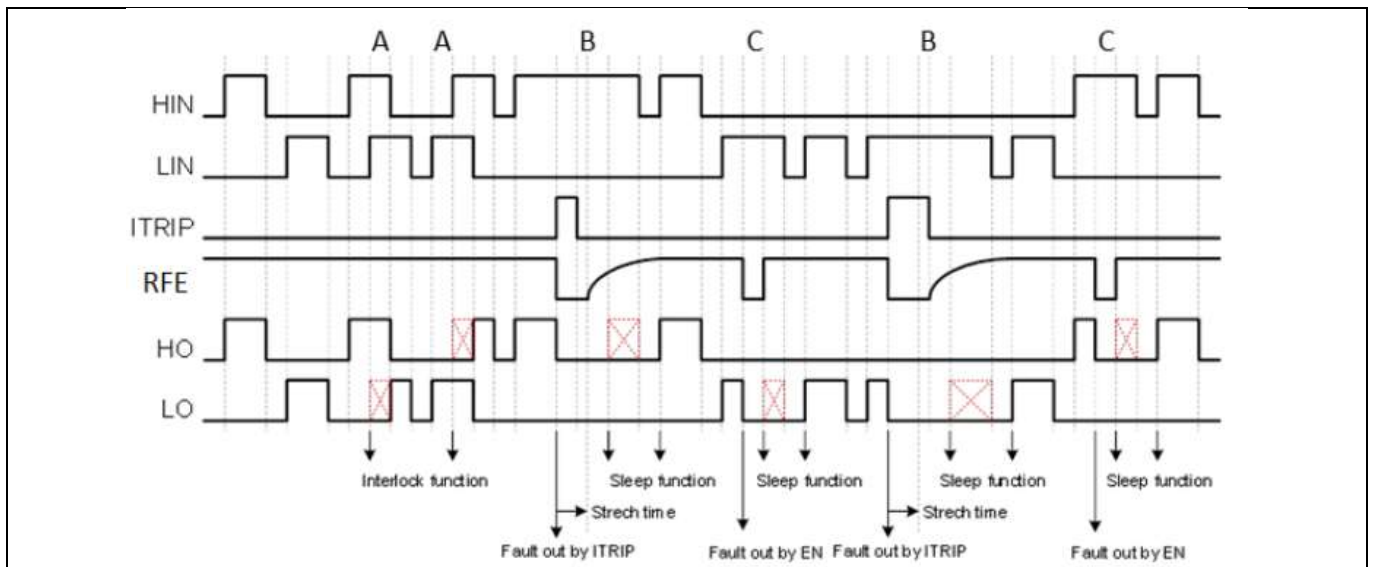 A A B C B C
HIN
LIN
ITRIP
RFE
HO
LO
Interlock function Sleep function Sleep function Sleep function Sleep function
Strech time Strech time
Fault out by ITRIP Fault out by EN Fault out by ITRIP Fault out by EN